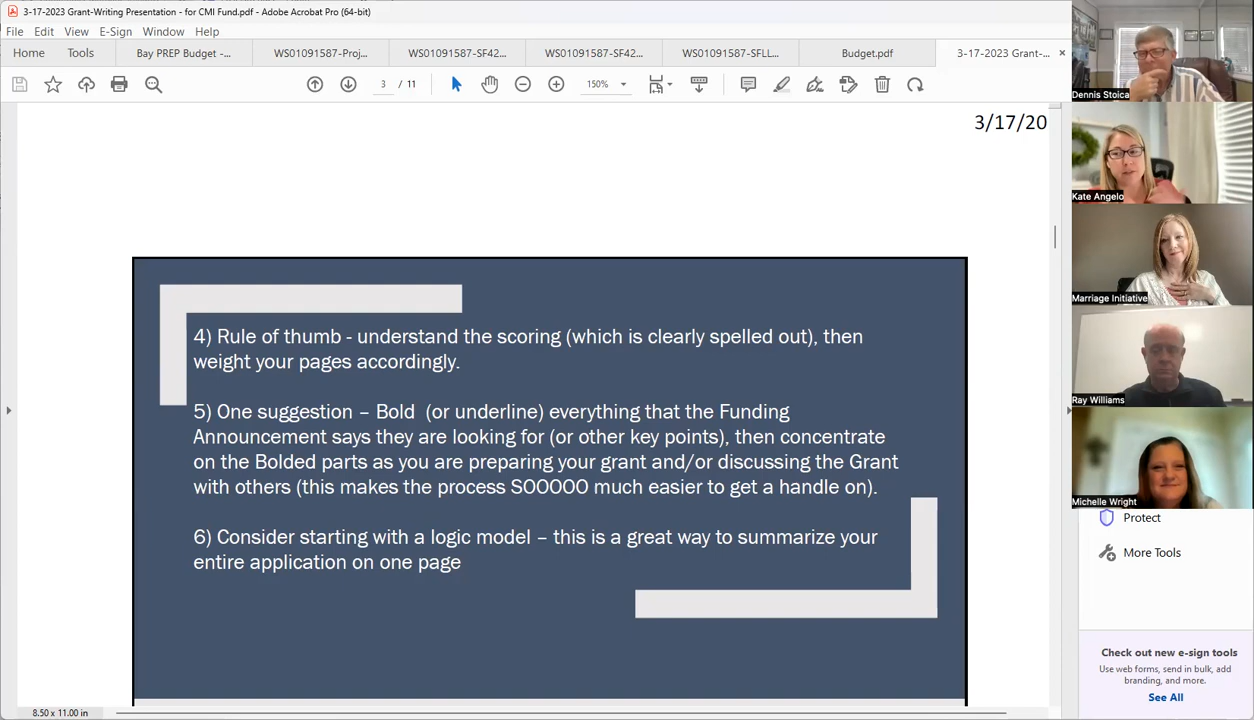 3-17-2023 Grant-Writing Presentation - for CMI Fund.pdf - Adobe Acrobat Pro (64-bit)
File Edit View E-Sign Window Help
Home Tools Bay PREP Budget -... WS01091587-Proj... WS01091587-SF42... WS01091587-SF42... WS01091587-SFLL... Budget.pdf 3-17-2023 Grant-...
3 / 11 150%
3/17/20
4) Rule of thumb - understand the scoring (which is clearly spelled out), then
weight your pages accordingly.
5) One suggestion – Bold (or underline) everything that the Funding
Announcement says they are looking for (or other key points), then concentrate
on the Bolded parts as you are preparing your grant and/or discussing the Grant
with others (this makes the process SOOOOO much easier to get a handle on).
6) Consider starting with a logic model – this is a great way to summarize your
entire application on one page
8.50 x 11.00 in
Dennis Stoica
Kate Angelo
Marriage Initiative
Ray Williams
Michelle Wright
Protect
More Tools
Check out new e-sign tools
Use web forms, send in bulk, add
branding, and more.
See All